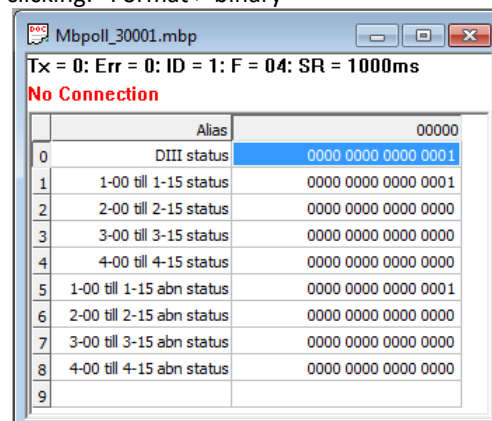 clicking: Format > binary
Mbpoll_30001.mbp
Tx = 0: Err = 0: ID = 1: F = 04: SR = 1000ms
No Connection
Alias 00000
0 DIII status 0000 0000 0000 0001
1 1-00 till 1-15 status 0000 0000 0000 0001
2 2-00 till 2-15 status 0000 0000 0000 0000
3 3-00 till 3-15 status 0000 0000 0000 0000
4 4-00 till 4-15 status 0000 0000 0000 0000
5 1-00 till 1-15 abn status 0000 0000 0000 0001
6 2-00 till 2-15 abn status 0000 0000 0000 0000
7 3-00 till 3-15 abn status 0000 0000 0000 0000
8 4-00 till 4-15 abn status 0000 0000 0000 0000
9